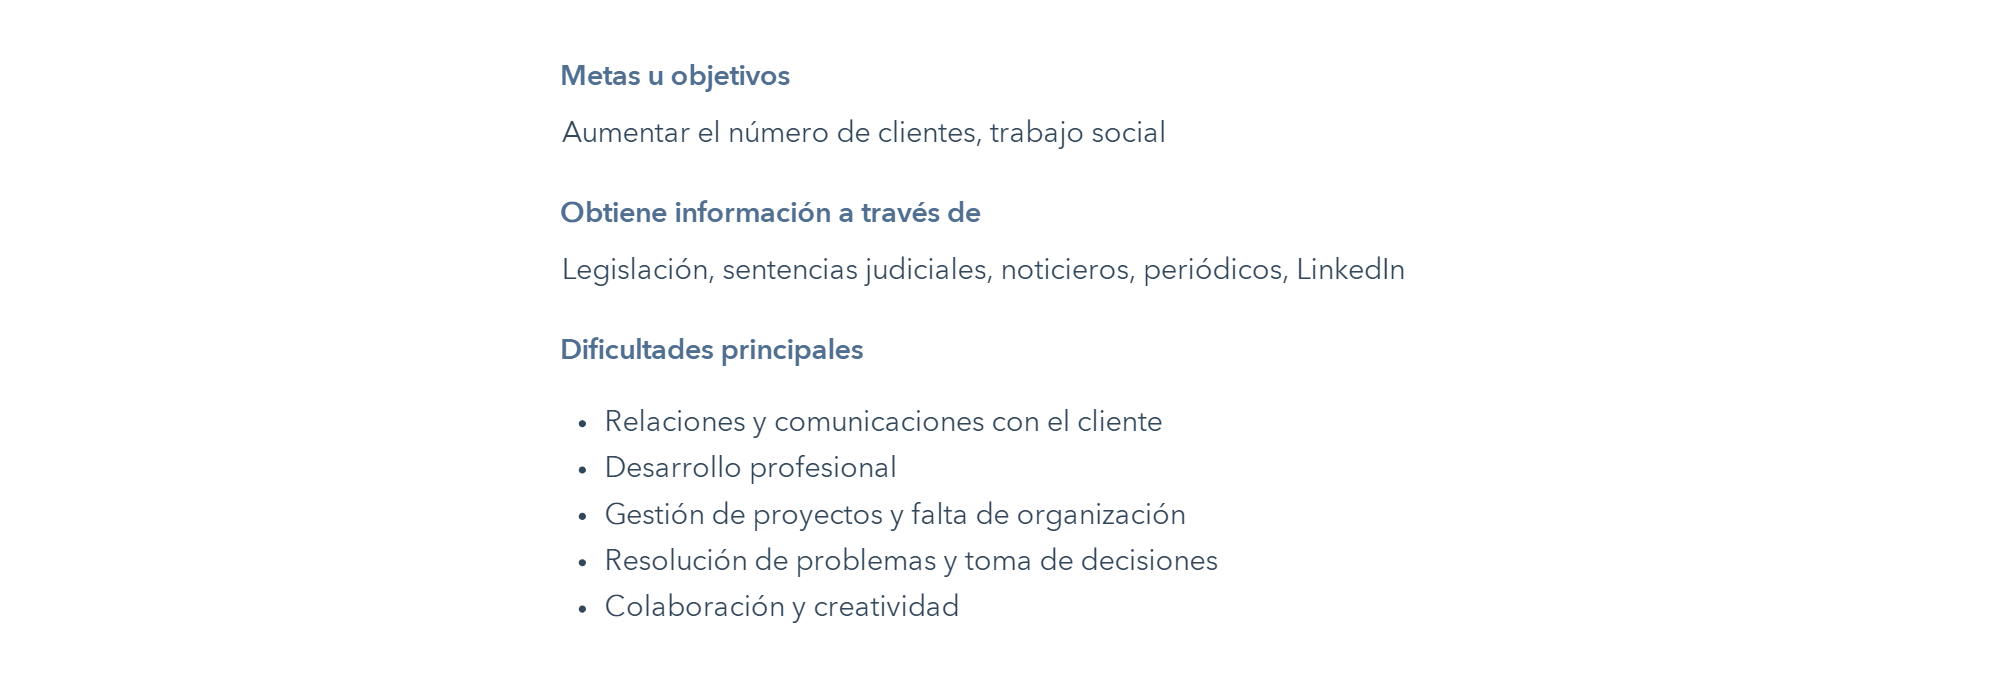 Metas u objetivos
Aumentar el número de clientes, trabajo social
Obtiene información a través de
Legislación, sentencias judiciales, noticieros, periódicos, LinkedIn
Dificultades principales
• Relaciones y comunicaciones con el cliente
• Desarrollo profesional
• Gestión de proyectos y falta de organización
• Resolución de problemas y toma de decisiones
• Colaboración y creatividad